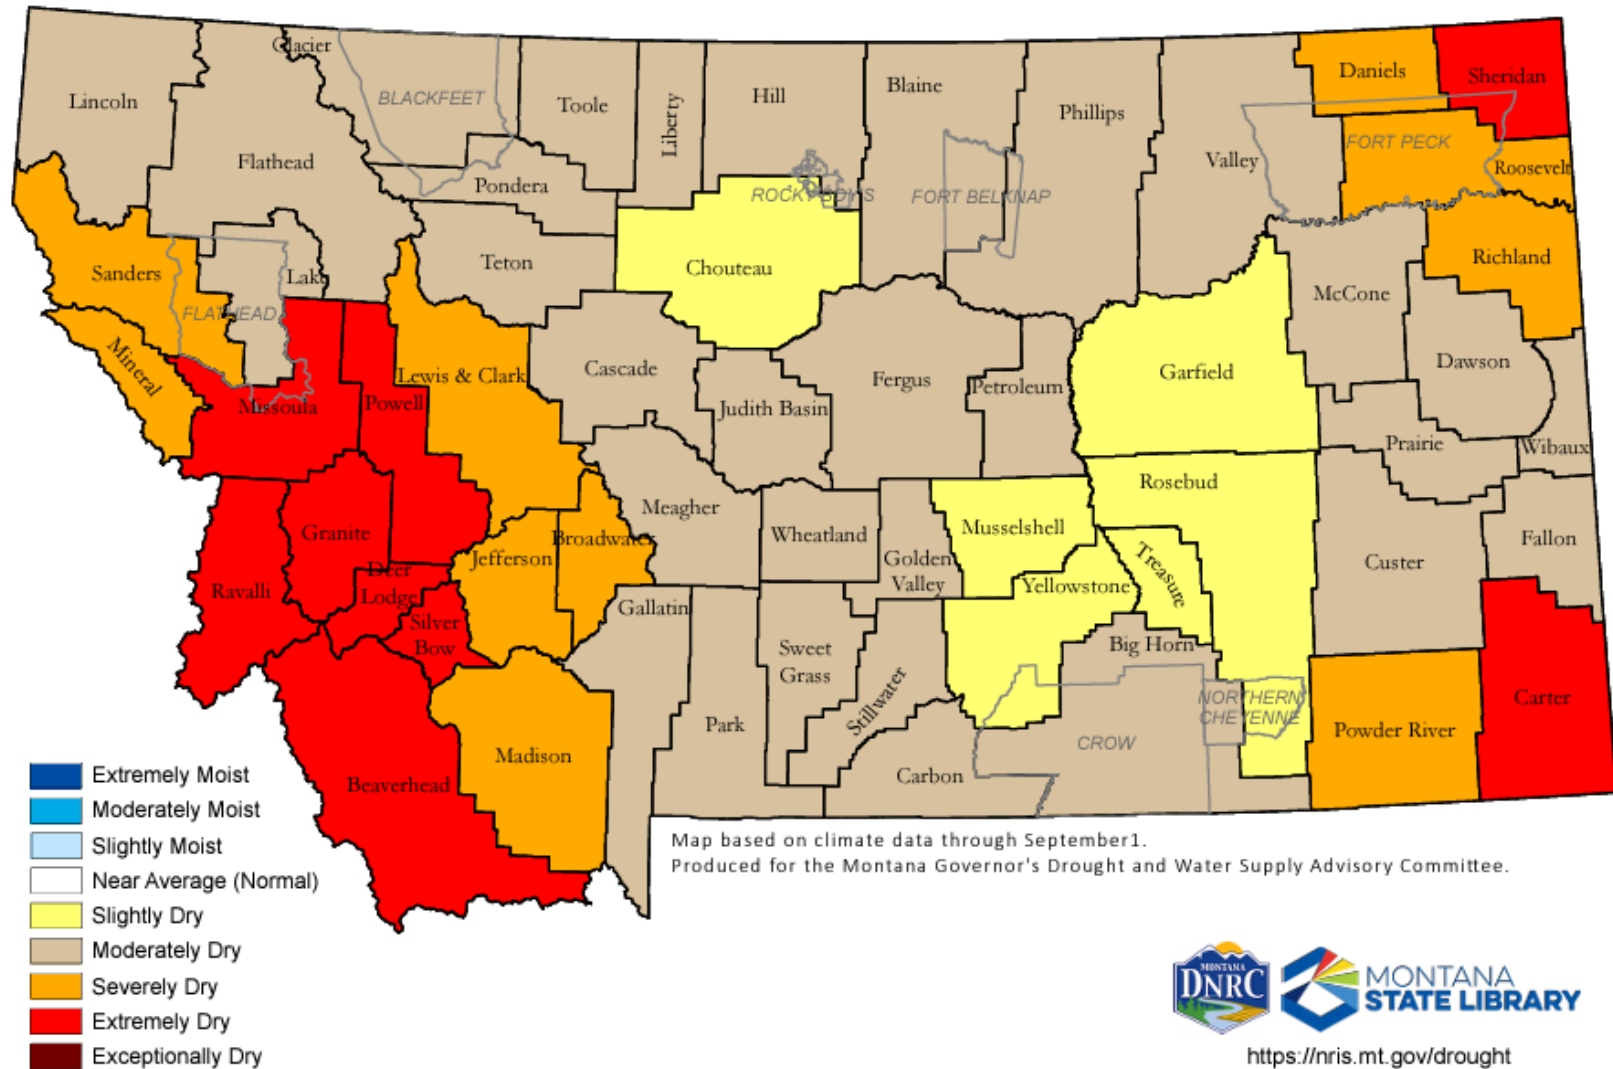 Glacier
Lincoln
BLACKFEET
Toole
Liberty
Hill
Blaine
Phillips
Daniels
Sheridan
Flathead
Pondera
ROCKY BOY'S
FORT BELKNAP
Valley
FORT PECK
Roosevelt
Sanders
Lake
Teton
Chouteau
McCone
Richland
FLATHEAD
Mineral
Missoula
Powell
Lewis & Clark
Cascade
Judith Basin
Fergus
Petroleum
Garfield
Dawson
Prairie
Wibaux
Granite
Meagher
Wheatland
Golden
Valley
Musselshell
Rosebud
Treasure
Custer
Fallon
Ravalli
Deer
Lodge
Silver
Bow
Jefferson
Broadwater
Gallatin
Sweet
Grass
Stillwater
Yellowstone
Big Horn
NORTHERN
CHEYENNE
Beaverhead
Madison
Park
Carbon
CROW
Powder River
Carter
Extremely Moist
Moderately Moist
Slightly Moist
Near Average (Normal)
Slightly Dry
Moderately Dry
Severely Dry
Extremely Dry
Exceptionally Dry
Map based on climate data through September1.
Produced for the Montana Governor's Drought and Water Supply Advisory Committee.
MONTANA
DNRC
MONTANA
STATE LIBRARY
https://nris.mt.gov/drought